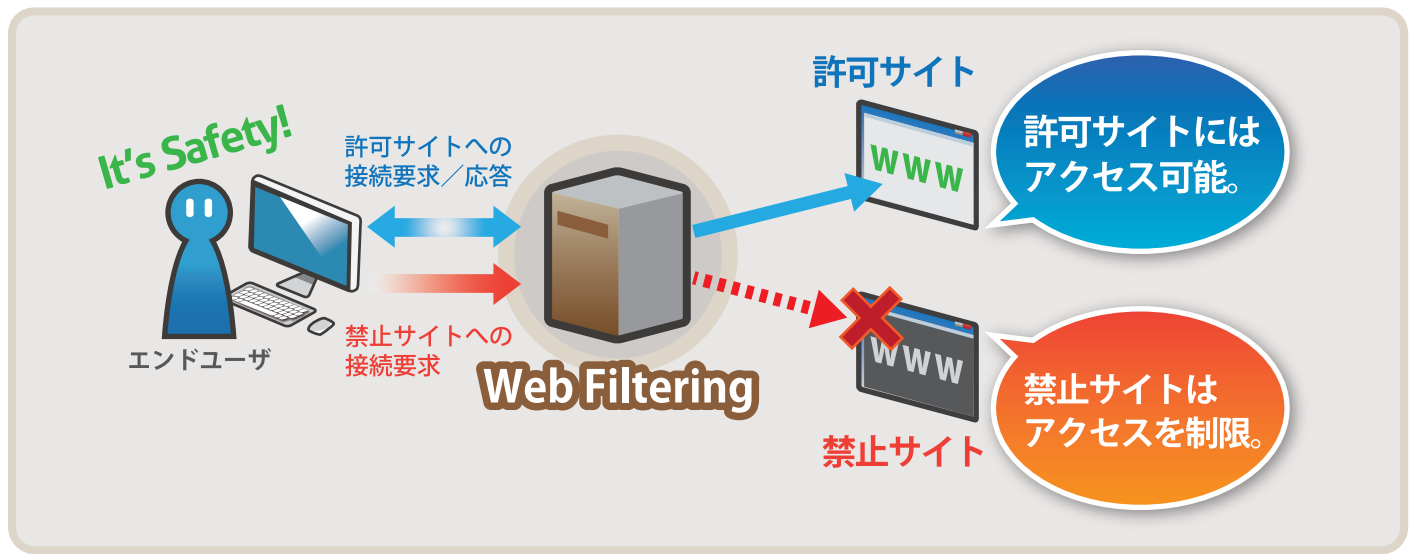 It's Safety!
エンドユーザ
許可サイトへの
接続要求／応答
禁止サイトへの
接続要求
Web Filtering
許可サイト
WWW
許可サイトには
アクセス可能。
WWW
禁止サイト
禁止サイトは
アクセスを制限。